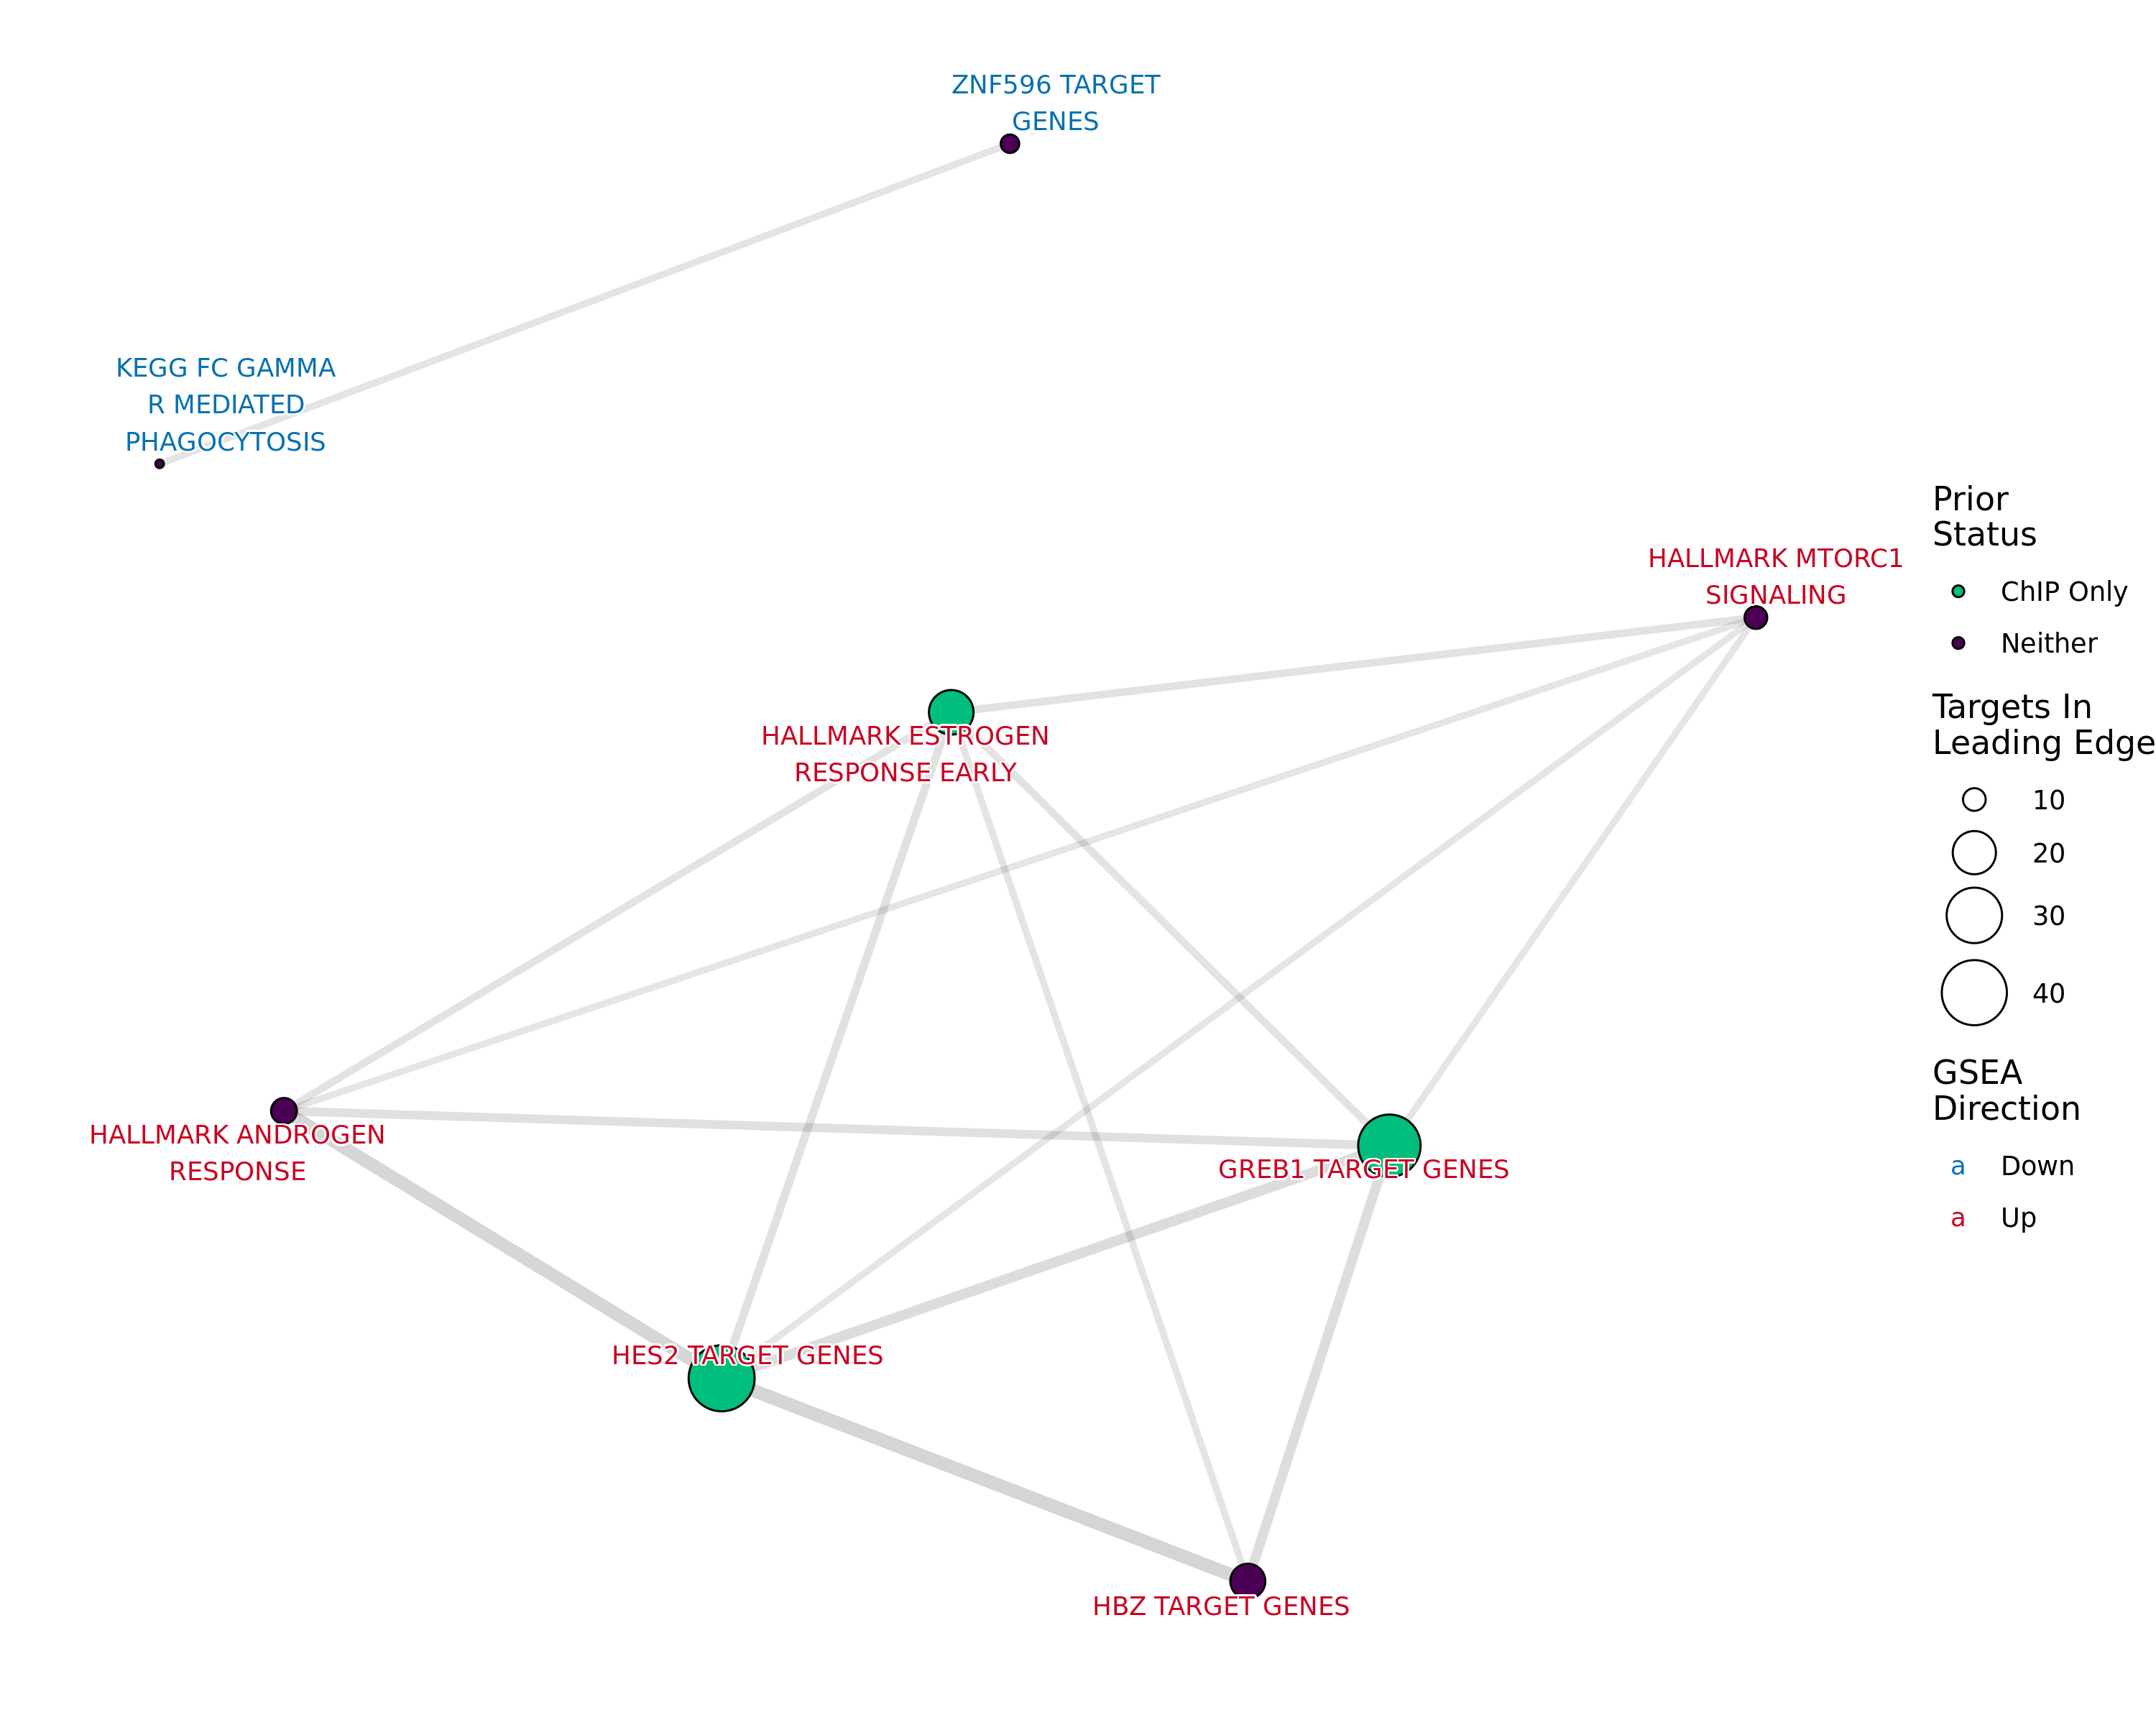 ZNF596 TARGET
GENES
KEGG FC GAMMA
R MEDIATED
PHAGOCYTOSIS
HALLMARK MTORC1
SIGNALING
HALLMARK ESTROGEN
RESPONSE EARLY
HALLMARK ANDROGEN
RESPONSE
GREB1 TARGET GENES
HES2 TARGET GENES
HBZ TARGET GENES
Prior
Status
ChIP Only
Neither
Targets In
Leading Edge
10
20
30
40
GSEA
Direction
a Down
a Up